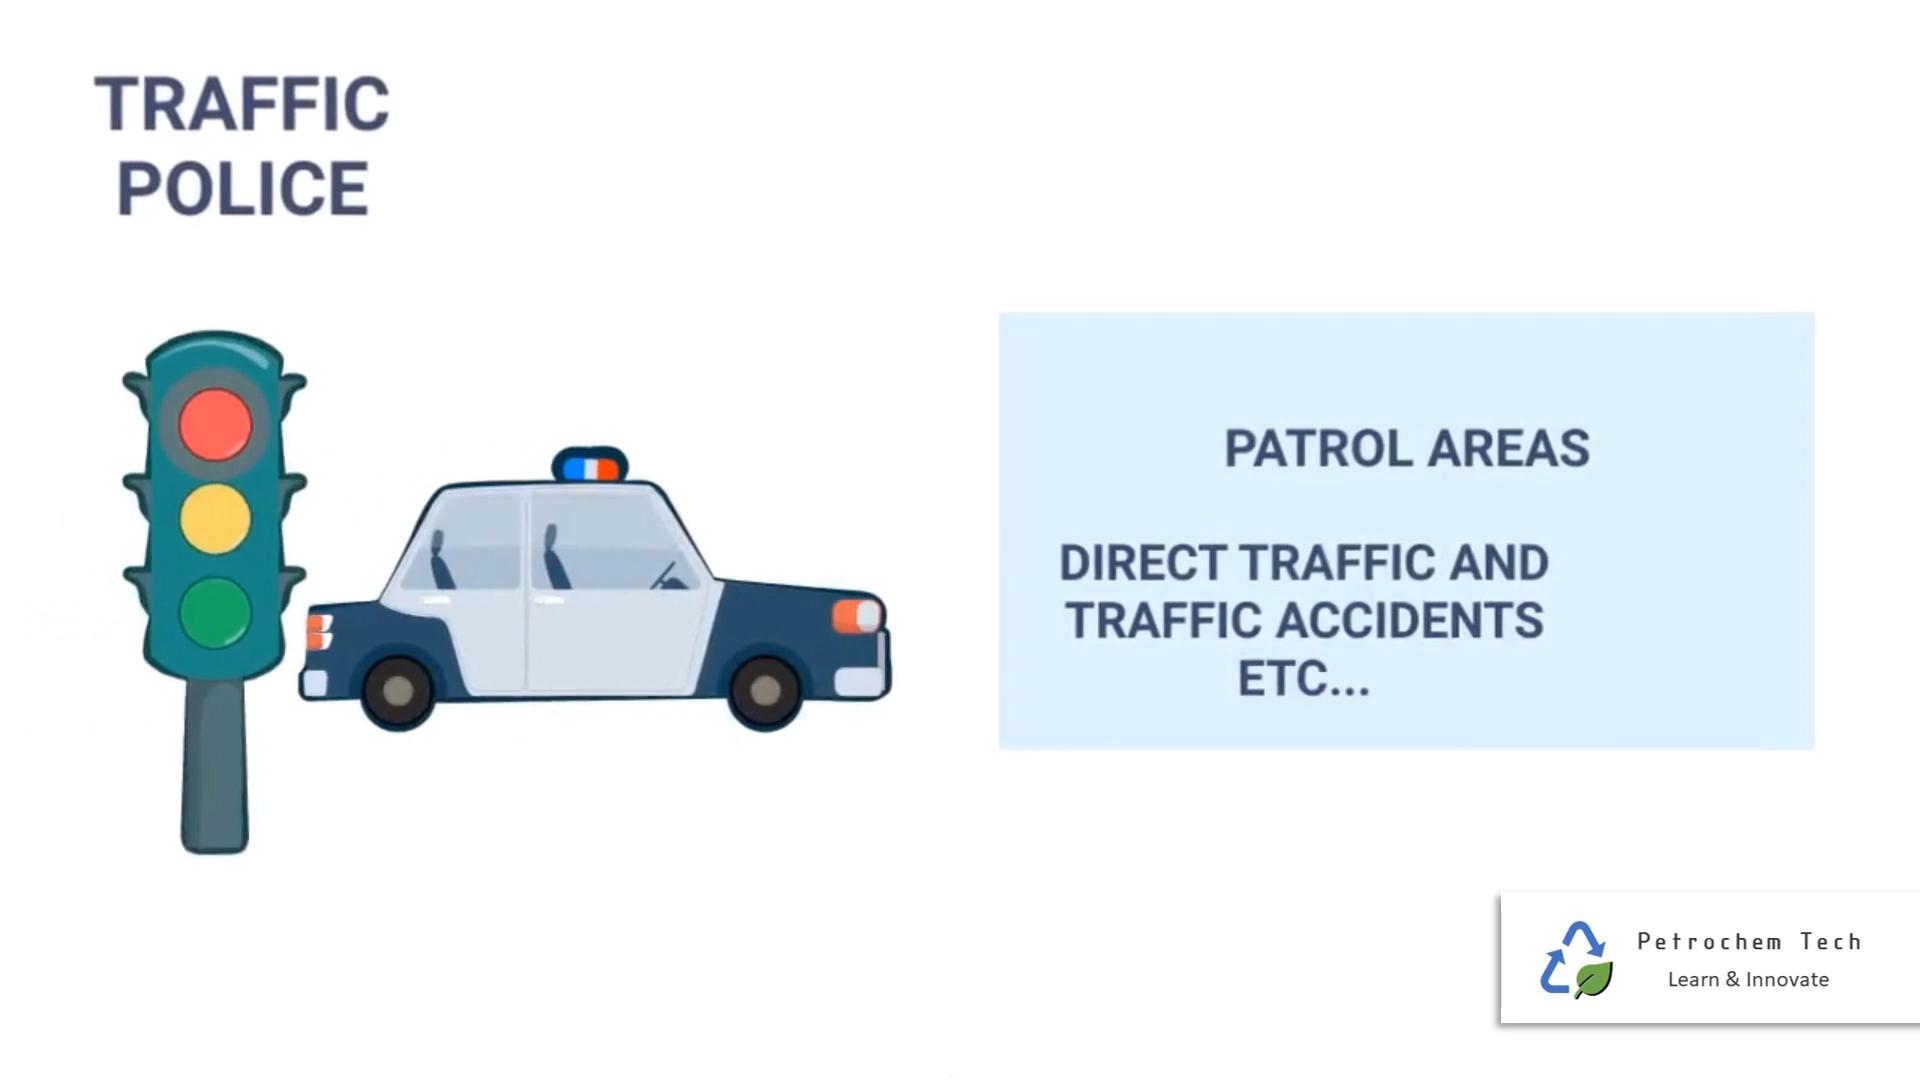 TRAFFIC
POLICE
PATROL AREAS
DIRECT TRAFFIC AND
TRAFFIC ACCIDENTS
ETC...
Petrochem Tech
Learn & Innovate